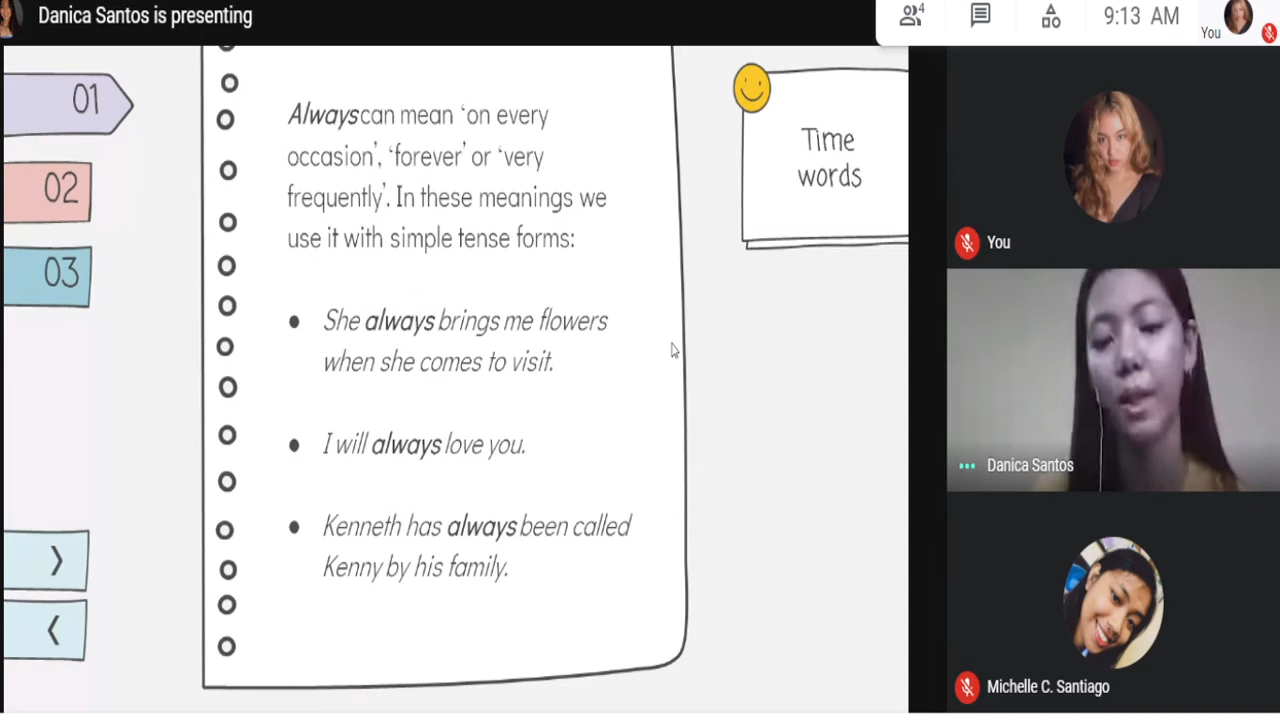 Danica Santos is presenting
4
9:13 AM
You
01
02
03
Always can mean ‘on every
occasion’, ‘forever’ or ‘very
frequently’. In these meanings we
use it with simple tense forms:
● She always brings me flowers
when she comes to visit.
● I will always love you.
● Kenneth has always been called
Kenny by his family.
Time
words
You
Danica Santos
Michelle C. Santiago